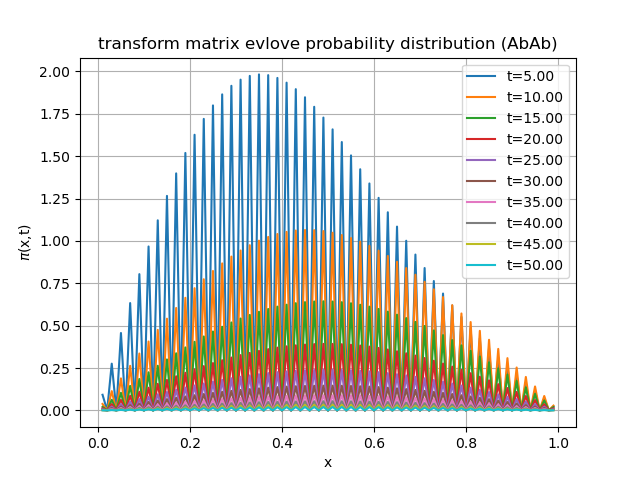 transform matrix evlove probability distribution (AbAb)
2.00
1.75
1.50
1.25
1.00
0.75
0.50
0.25
0.00
π(x,t)
t=5.00
t=10.00
t=15.00
t=20.00
t=25.00
t=30.00
t=35.00
t=40.00
t=45.00
t=50.00
0.0 0.2 0.4 0.6 0.8 1.0
x